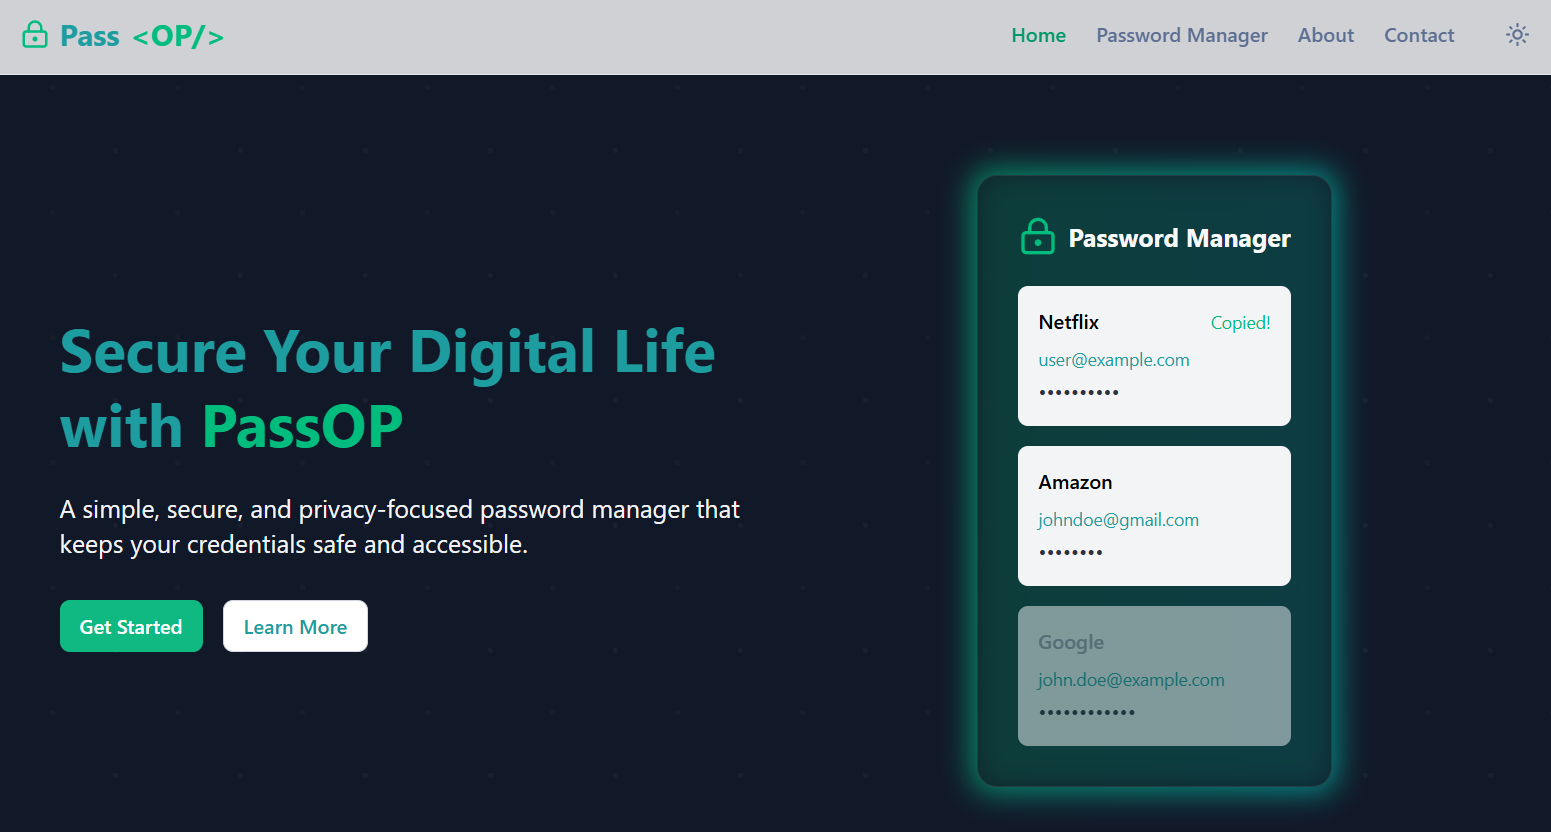 Pass <OP/>
Home Password Manager About Contact
Secure Your Digital Life
with PassOP
A simple, secure, and privacy-focused password manager that
keeps your credentials safe and accessible.
Get Started Learn More
Password Manager
Netflix Copied!
user@example.com
••••••••••
Amazon
johndoe@gmail.com
••••••••
Google
john.doe@example.com
••••••••••••